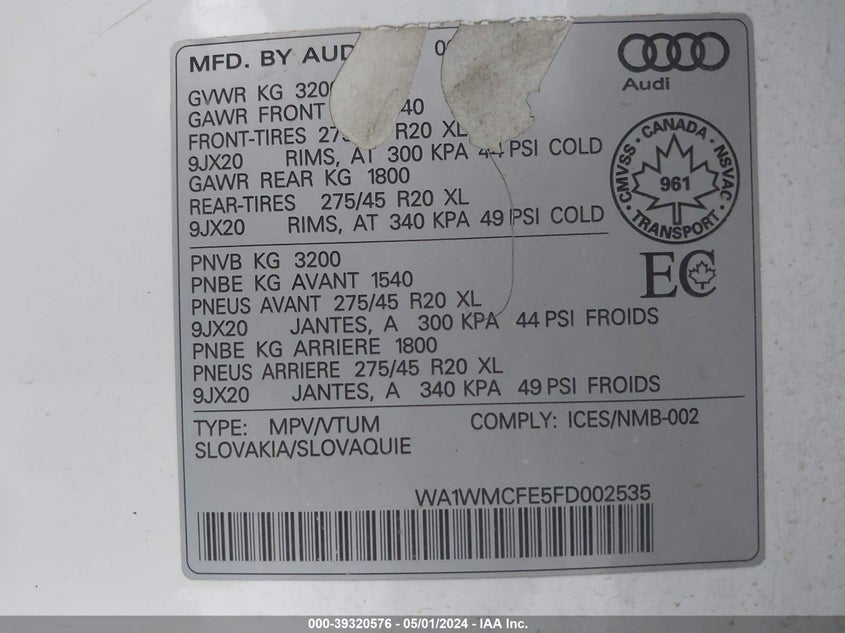 MFD. BY AUD 0
Audi
GVWR KG 320
GAWR FRONT 40
FRONT-TIRES 275 R20 XL
9JX20 RIMS, AT 300 KPA 44 PSI COLD
GAWR REAR KG 1800
REAR-TIRES 275/45 R20 XL
9JX20 RIMS, AT 340 KPA 49 PSI COLD
CANADA
CMVSS
NSVAC
961
TRANSPORT
EC
PNVB KG 3200
PNBE KG AVANT 1540
PNEUS AVANT 275/45 R20 XL
9JX20 JANTES, A 300 KPA 44 PSI FROIDS
PNBE KG ARRIERE 1800
PNEUS ARRIERE 275/45 R20 XL
9JX20 JANTES, A 340 KPA 49 PSI FROIDS
TYPE: MPV/VTUM COMPLY: ICES/NMB-002
SLOVAKIA/SLOVAQUIE
WA1WMCFE5FD002535
000-39320576 - 05/01/2024 - IAA Inc.